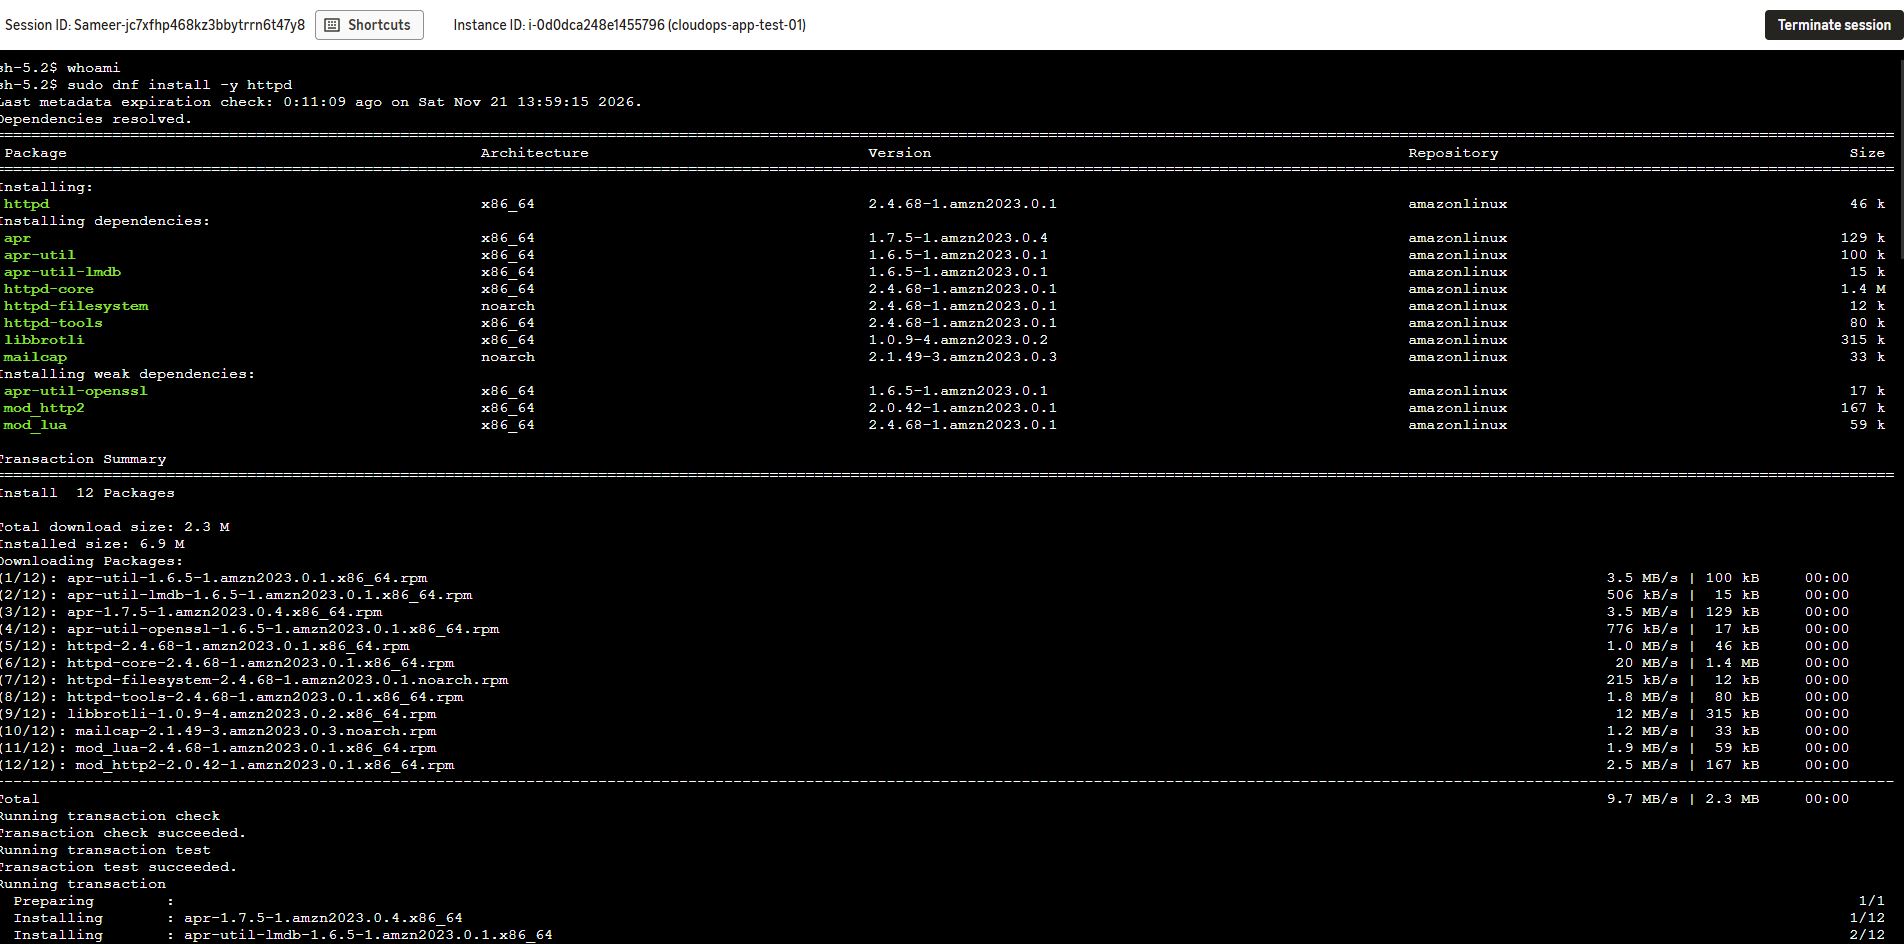 Session ID: Sameer-jc7xfhp468kz3bbytrrn6t47y8 Shortcuts Instance ID: i-0d0dca248e1455796 (cloudops-app-test-01) Terminate session
sh-5.2$ whoami
sh-5.2$ sudo dnf install -y httpd
Last metadata expiration check: 0:11:09 ago on Sat Nov 21 13:59:15 2026.
Dependencies resolved.
Package Architecture Version Repository Size
Installing:
httpd x86_64 2.4.68-1.amzn2023.0.1 amazonlinux 46 k
Installing dependencies:
apr x86_64 1.7.5-1.amzn2023.0.4 amazonlinux 129 k
apr-util x86_64 1.6.5-1.amzn2023.0.1 amazonlinux 100 k
apr-util-lmdb x86_64 1.6.5-1.amzn2023.0.1 amazonlinux 15 k
httpd-core x86_64 2.4.68-1.amzn2023.0.1 amazonlinux 1.4 M
httpd-filesystem noarch 2.4.68-1.amzn2023.0.1 amazonlinux 12 k
httpd-tools x86_64 2.4.68-1.amzn2023.0.1 amazonlinux 80 k
libbrotli x86_64 1.0.9-4.amzn2023.0.2 amazonlinux 315 k
mailcap noarch 2.1.49-3.amzn2023.0.3 amazonlinux 33 k
Installing weak dependencies:
apr-util-openssl x86_64 1.6.5-1.amzn2023.0.1 amazonlinux 17 k
mod_http2 x86_64 2.0.42-1.amzn2023.0.1 amazonlinux 167 k
mod_lua x86_64 2.4.68-1.amzn2023.0.1 amazonlinux 59 k
Transaction Summary
Install 12 Packages
Total download size: 2.3 M
Installed size: 6.9 M
Downloading Packages:
(1/12): apr-util-1.6.5-1.amzn2023.0.1.x86_64.rpm 3.5 MB/s | 100 kB 00:00
(2/12): apr-util-lmdb-1.6.5-1.amzn2023.0.1.x86_64.rpm 506 kB/s | 15 kB 00:00
(3/12): apr-1.7.5-1.amzn2023.0.4.x86_64.rpm 3.5 MB/s | 129 kB 00:00
(4/12): apr-util-openssl-1.6.5-1.amzn2023.0.1.x86_64.rpm 776 kB/s | 17 kB 00:00
(5/12): httpd-2.4.68-1.amzn2023.0.1.x86_64.rpm 1.0 MB/s | 46 kB 00:00
(6/12): httpd-core-2.4.68-1.amzn2023.0.1.x86_64.rpm 20 MB/s | 1.4 MB 00:00
(7/12): httpd-filesystem-2.4.68-1.amzn2023.0.1.noarch.rpm 215 kB/s | 12 kB 00:00
(8/12): httpd-tools-2.4.68-1.amzn2023.0.1.x86_64.rpm 1.8 MB/s | 80 kB 00:00
(9/12): libbrotli-1.0.9-4.amzn2023.0.2.x86_64.rpm 12 MB/s | 315 kB 00:00
(10/12): mailcap-2.1.49-3.amzn2023.0.3.noarch.rpm 1.2 MB/s | 33 kB 00:00
(11/12): mod_lua-2.4.68-1.amzn2023.0.1.x86_64.rpm 1.9 MB/s | 59 kB 00:00
(12/12): mod_http2-2.0.42-1.amzn2023.0.1.x86_64.rpm 2.5 MB/s | 167 kB 00:00
Total 9.7 MB/s | 2.3 MB 00:00
Running transaction check
Transaction check succeeded.
Running transaction test
Transaction test succeeded.
Running transaction
Preparing : 1/1
Installing : apr-1.7.5-1.amzn2023.0.4.x86_64 1/12
Installing : apr-util-lmdb-1.6.5-1.amzn2023.0.1.x86_64 2/12